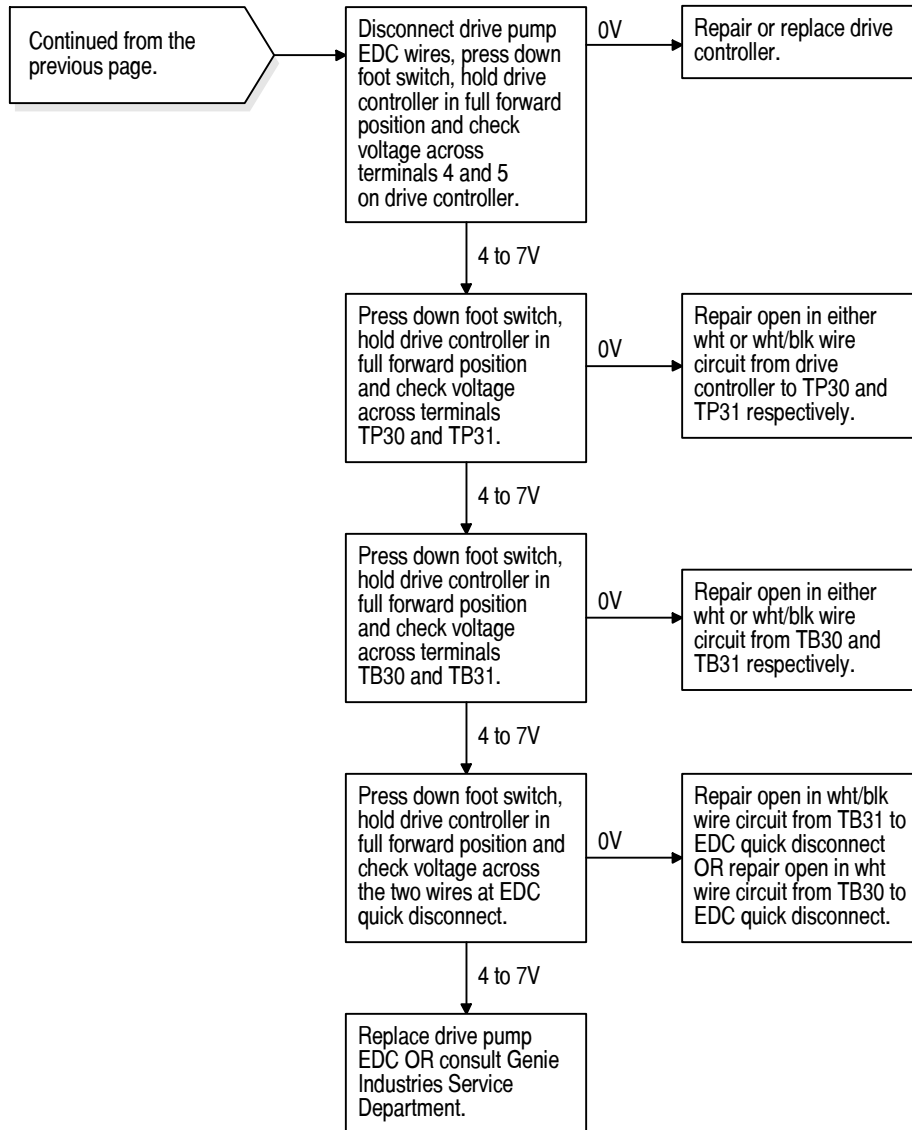 Continued from the
previous page.
Disconnect drive pump
EDC wires, press down
foot switch, hold drive
controller in full forward
position and check
voltage across
terminals 4 and 5
on drive controller.
0V
Repair or replace drive
controller.
4 to 7V
Press down foot switch,
hold drive controller in
full forward position
and check voltage
across terminals
TP30 and TP31.
0V
Repair open in either
wht or wht/blk wire
circuit from drive
controller to TP30 and
TP31 respectively.
4 to 7V
Press down foot switch,
hold drive controller in
full forward position
and check voltage
across terminals
TB30 and TB31.
0V
Repair open in either
wht or wht/blk wire
circuit from TB30 and
TB31 respectively.
4 to 7V
Press down foot switch,
hold drive controller in
full forward position and
check voltage across
the two wires at EDC
quick disconnect.
0V
Repair open in wht/blk
wire circuit from TB31 to
EDC quick disconnect
OR repair open in wht
wire circuit from TB30 to
EDC quick disconnect.
4 to 7V
Replace drive pump
EDC OR consult Genie
Industries Service
Department.